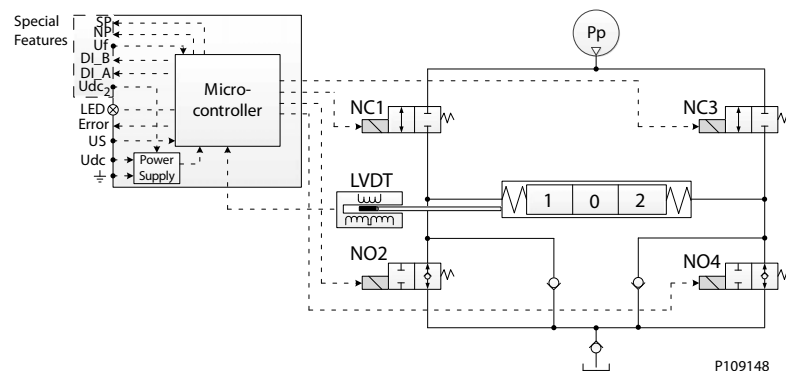 Special
Features
SP
NP
Uf
DI_B
DI_A
Udc2
LED
Error
US
Udc
Micro-
controller
Power
Supply
Pp
NC1
NC3
LVDT
1 0 2
NO2
NO4
P109148